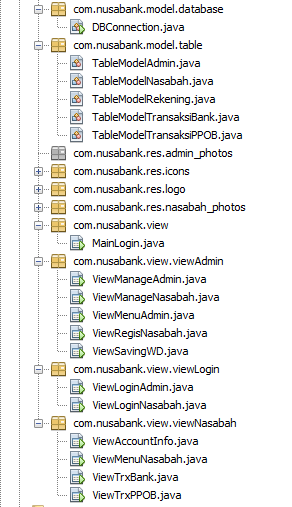 com.nusabank.model.database
DBConnection.java
com.nusabank.model.table
TableModelAdmin.java
TableModelNasabah.java
TableModelRekening.java
TableModelTransaksiBank.java
TableModelTransaksiPPOB.java
com.nusabank.res.admin_photos
com.nusabank.res.icons
com.nusabank.res.logo
com.nusabank.res.nasabah_photos
com.nusabank.view
MainLogin.java
com.nusabank.view.viewAdmin
ViewManageAdmin.java
ViewManageNasabah.java
ViewMenuAdmin.java
ViewRegisNasabah.java
ViewSavingWD.java
com.nusabank.view.viewLogin
ViewLoginAdmin.java
ViewLoginNasabah.java
com.nusabank.view.viewNasabah
ViewAccountInfo.java
ViewMenuNasabah.java
ViewTrxBank.java
ViewTrxPPOB.java